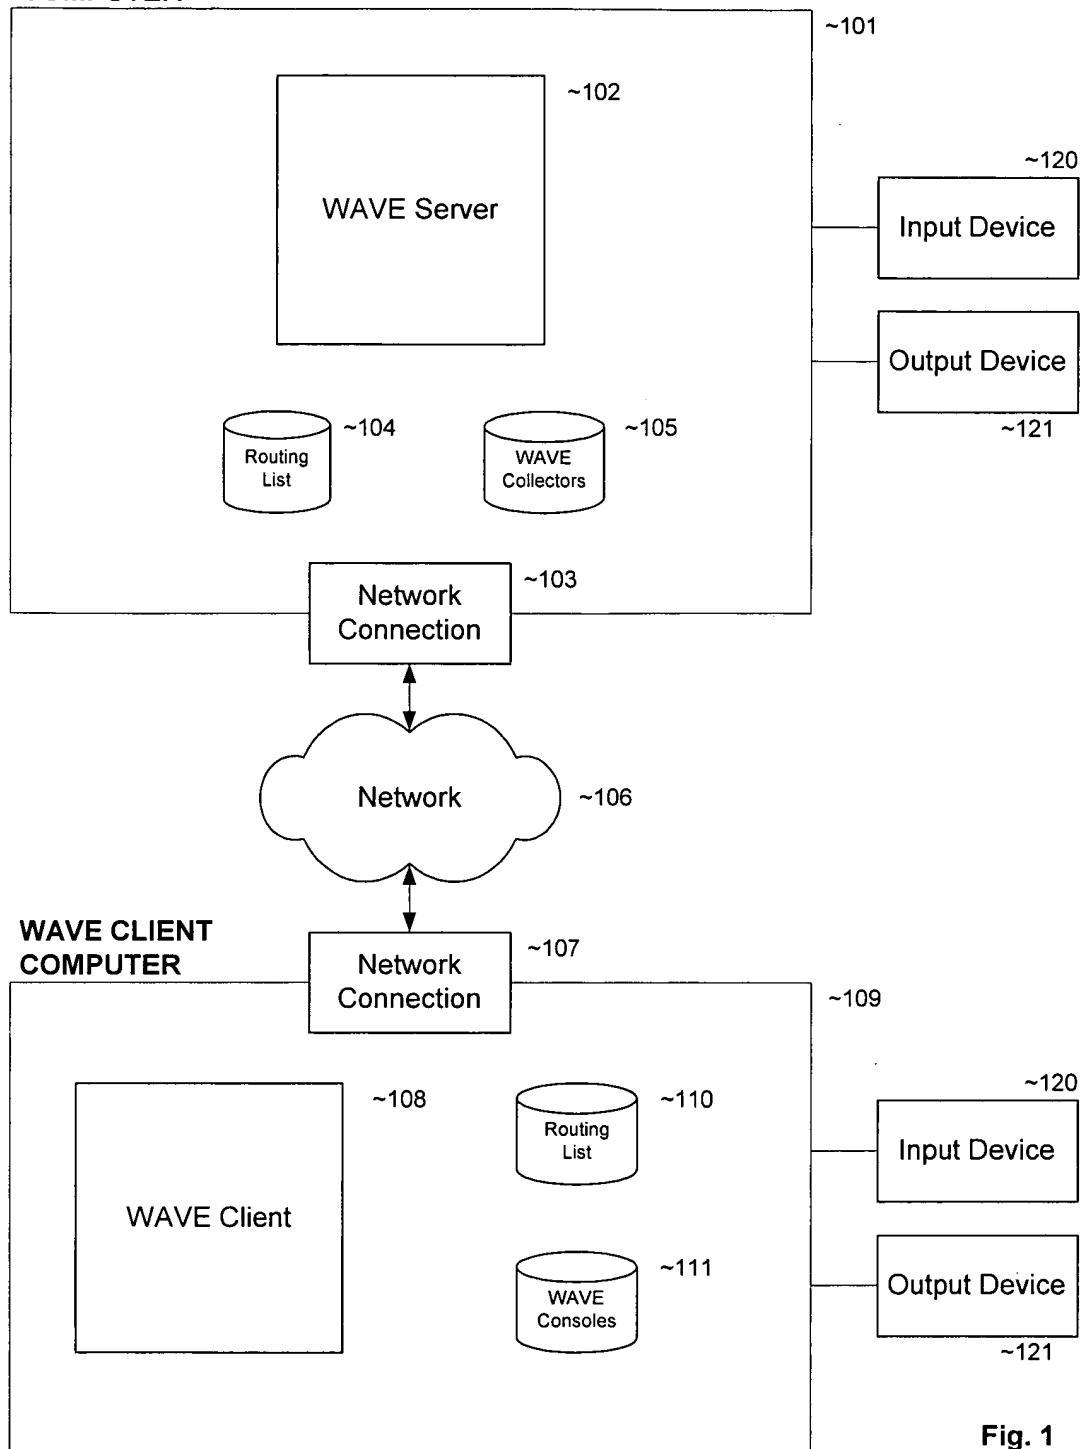 ~101
~102
WAVE Server
~120
Input Device
Output Device
~121
~104
Routing
List
~105
WAVE
Collectors
~103
Network
Connection
Network
~106
WAVE CLIENT
COMPUTER
~107
Network
Connection
~109
~108
WAVE Client
~110
Routing
List
~111
WAVE
Consoles
~120
Input Device
Output Device
~121
Fig. 1